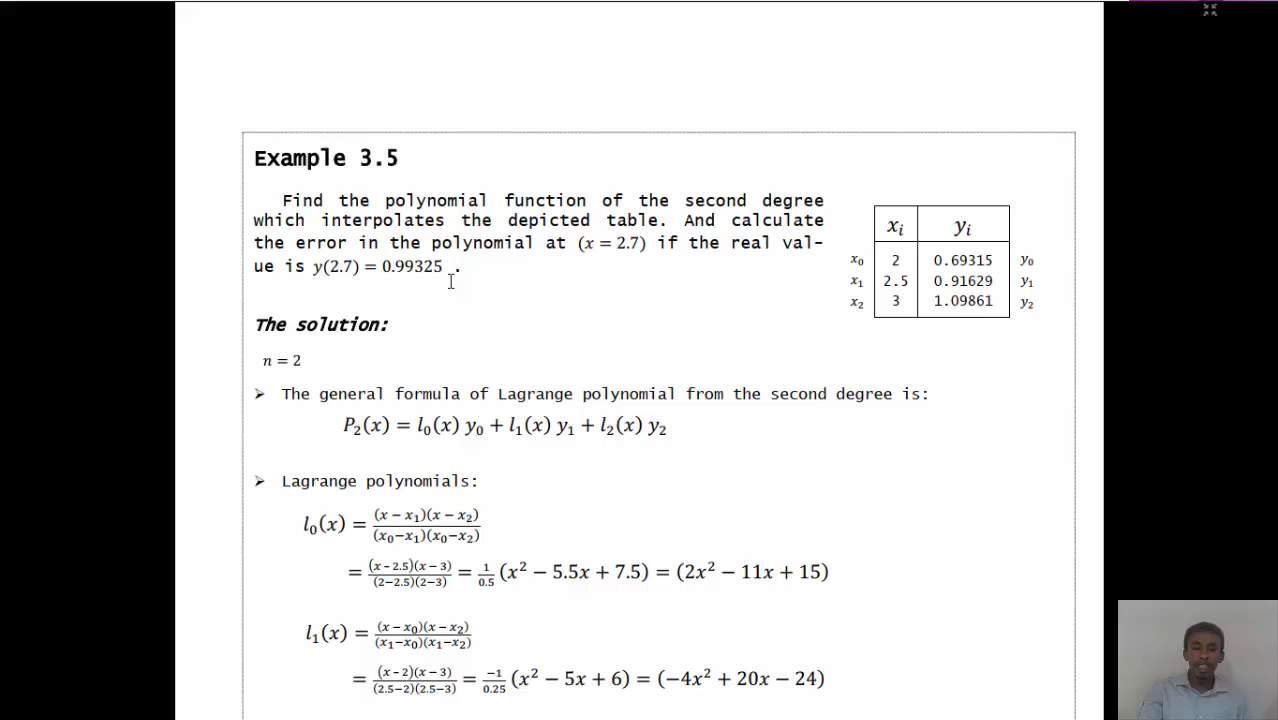 Example 3.5
Find the polynomial function of the second degree
which interpolates the depicted table. And calculate
the error in the polynomial at (x = 2.7) if the real val-
ue is y(2.7) = 0.99325 .
xᵢ yᵢ
x₀ 2 0.69315 y₀
x₁ 2.5 0.91629 y₁
x₂ 3 1.09861 y₂
The solution:
n = 2
➢ The general formula of Lagrange polynomial from the second degree is:
P₂(x) = l₀(x) y₀ + l₁(x) y₁ + l₂(x) y₂
➢ Lagrange polynomials:
l₀(x) = (x − x₁)(x − x₂) / (x₀−x₁)(x₀−x₂)
= (x − 2.5)(x − 3) / (2−2.5)(2−3) = 1/0.5 (x² − 5.5x + 7.5) = (2x² − 11x + 15)
l₁(x) = (x − x₀)(x − x₂) / (x₁−x₀)(x₁−x₂)
= (x − 2)(x − 3) / (2.5−2)(2.5−3) = −1/0.25 (x² − 5x + 6) = (−4x² + 20x − 24)